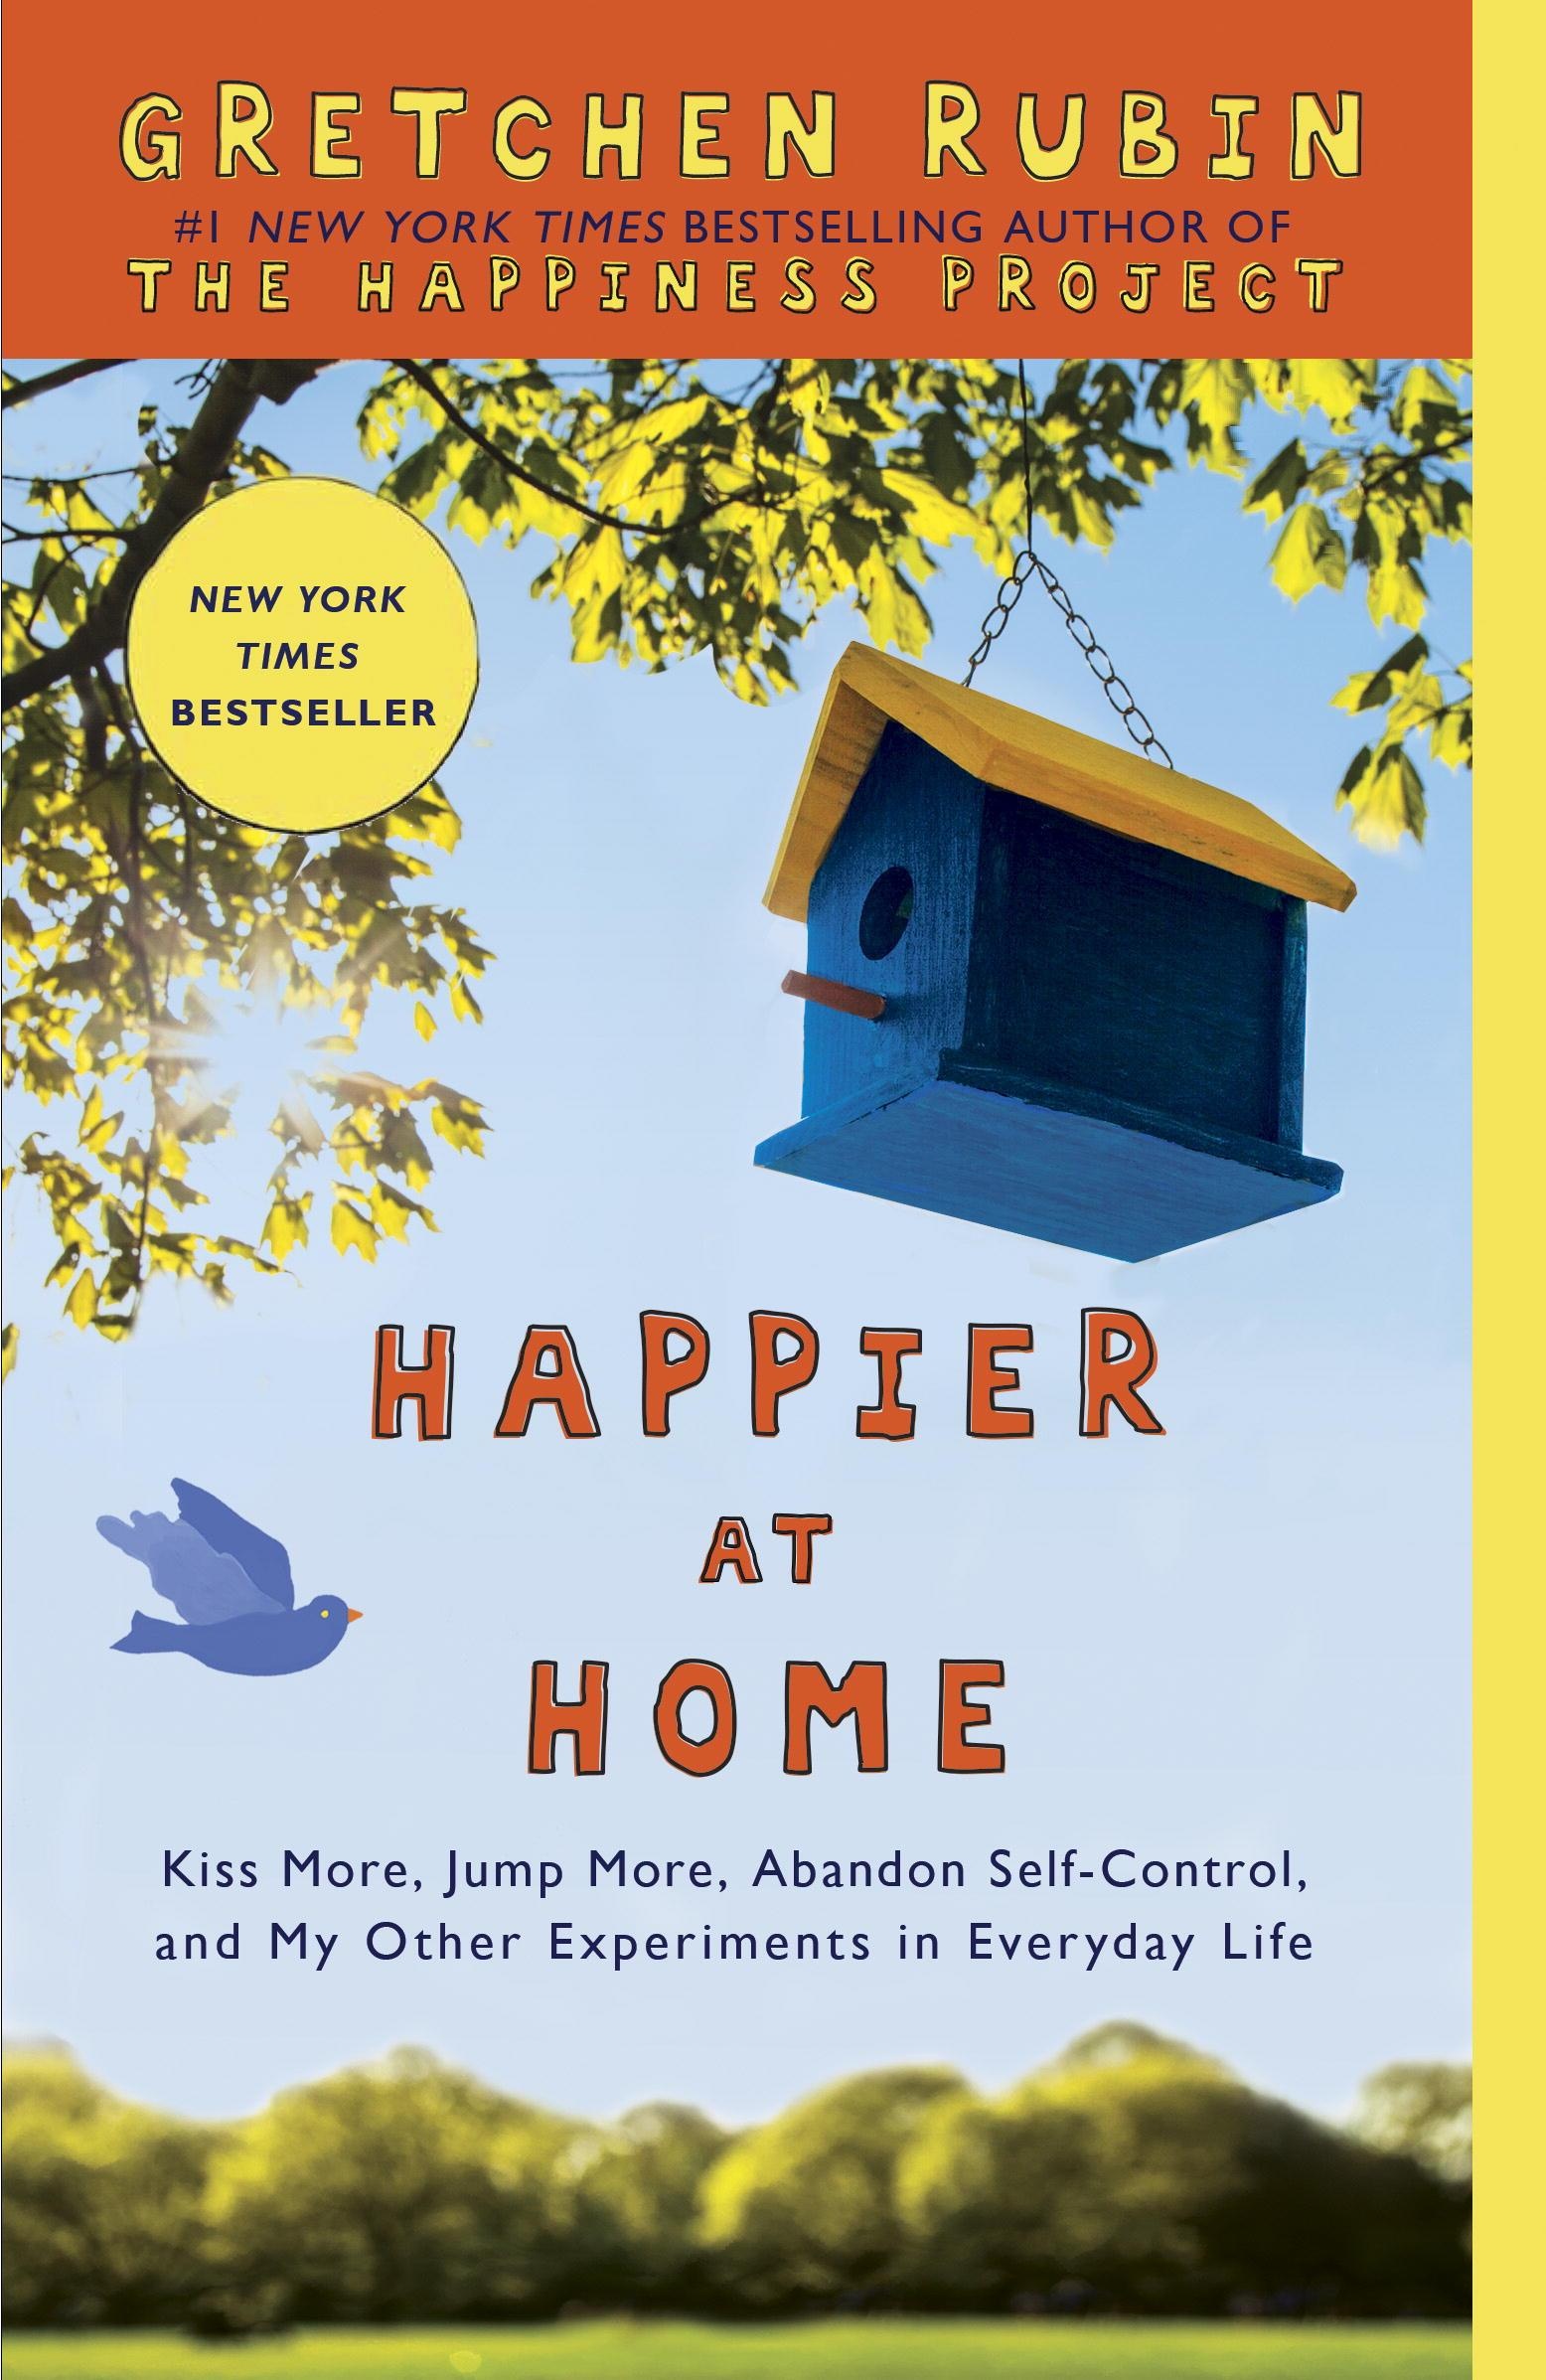 GRETCHEN RUBIN
#1 NEW YORK TIMES BESTSELLING AUTHOR OF
THE HAPPINESS PROJECT
NEW YORK
TIMES
BESTSELLER
HAPPIER
AT
HOME
Kiss More, Jump More, Abandon Self-Control,
and My Other Experiments in Everyday Life